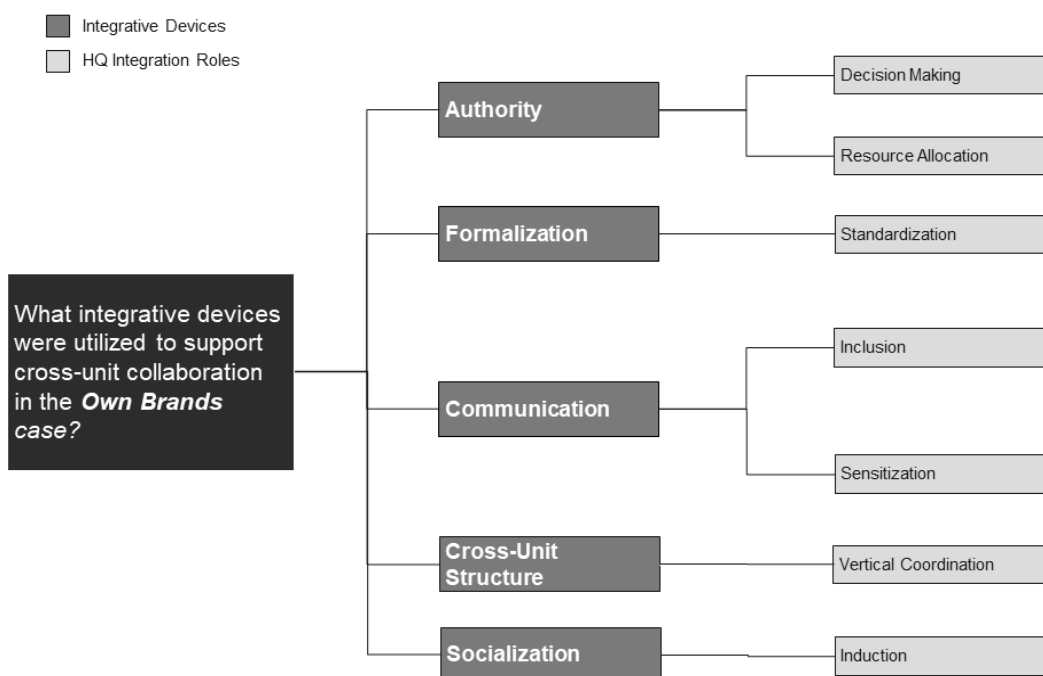 Integrative Devices
HQ Integration Roles
What integrative devices
were utilized to support
cross-unit collaboration
in the Own Brands
case?
Authority
Decision Making
Resource Allocation
Formalization
Standardization
Communication
Inclusion
Sensitization
Cross-Unit
Structure
Vertical Coordination
Socialization
Induction